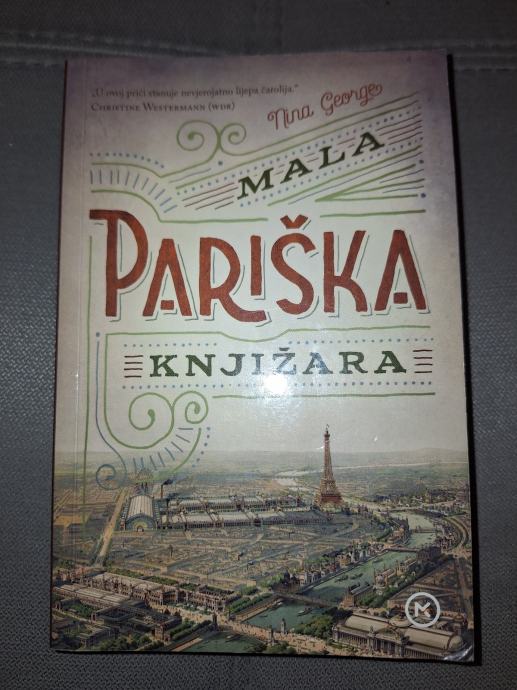 „U ovoj priči stanuje nevjerojatno lijepa čarolija.“
Christine Westermann (WDR)
Nina George
MALA
PARIŠKA
KNJIŽARA
M